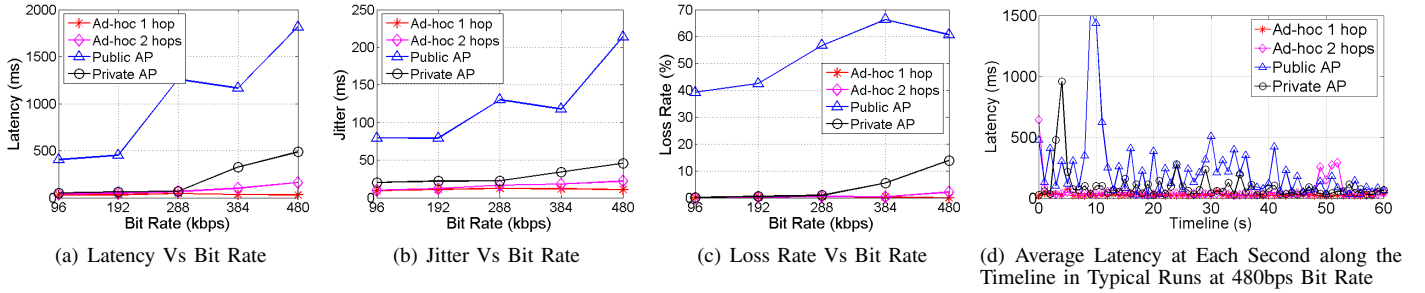 2000
1500
1000
500
0
96
192
288
384
480
Latency (ms)
Bit Rate (kbps)
Ad-hoc 1 hop
Ad-hoc 2 hops
Public AP
Private AP
(a) Latency Vs Bit Rate
250
200
150
100
50
0
96
192
288
384
480
Jitter (ms)
Bit Rate (kbps)
Ad-hoc 1 hop
Ad-hoc 2 hops
Public AP
Private AP
(b) Jitter Vs Bit Rate
70
60
50
40
30
20
10
0
96
192
288
384
480
Loss Rate (%)
Bit Rate (kbps)
Ad-hoc 1 hop
Ad-hoc 2 hops
Public AP
Private AP
(c) Loss Rate Vs Bit Rate
1500
1000
500
0
0
10
20
30
40
50
60
Latency (ms)
Timeline (s)
Ad-hoc 1 hop
Ad-hoc 2 hops
Public AP
Private AP
(d) Average Latency at Each Second along the
Timeline in Typical Runs at 480bps Bit Rate